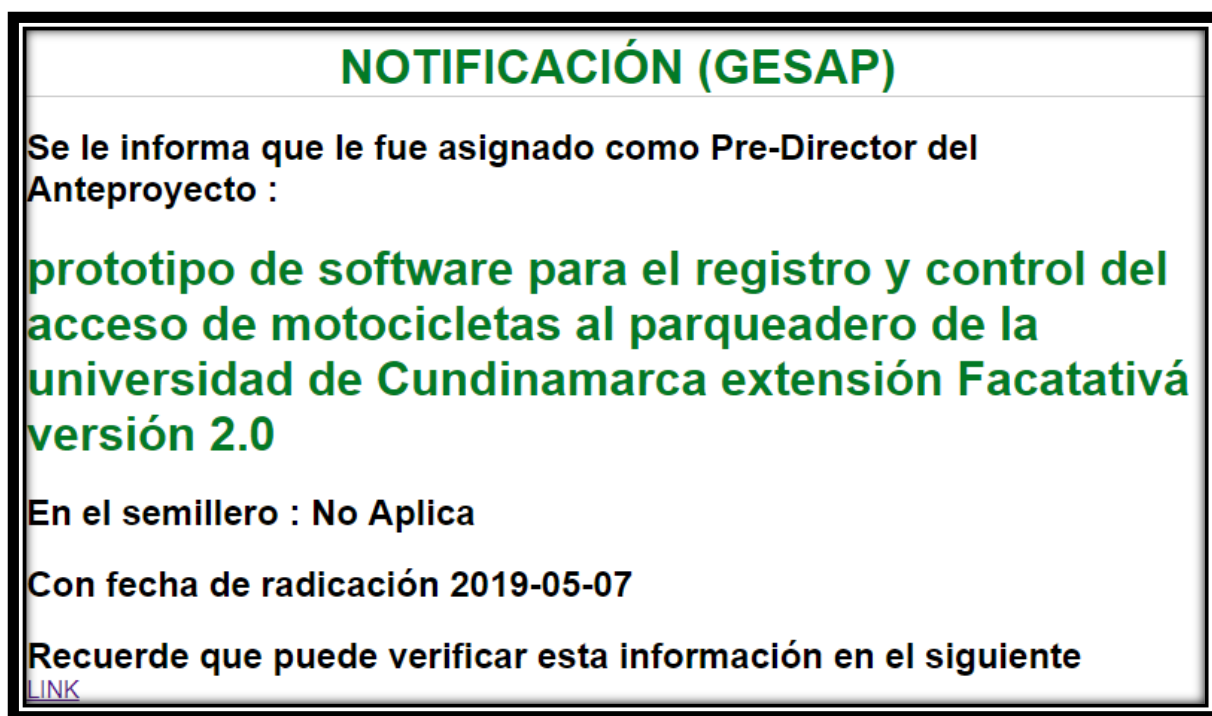 NOTIFICACIÓN (GESAP)
Se le informa que le fue asignado como Pre-Director del
Anteproyecto :
prototipo de software para el registro y control del
acceso de motocicletas al parqueadero de la
universidad de Cundinamarca extensión Facatativá
versión 2.0
En el semillero : No Aplica
Con fecha de radicación 2019-05-07
Recuerde que puede verificar esta información en el siguiente
LINK